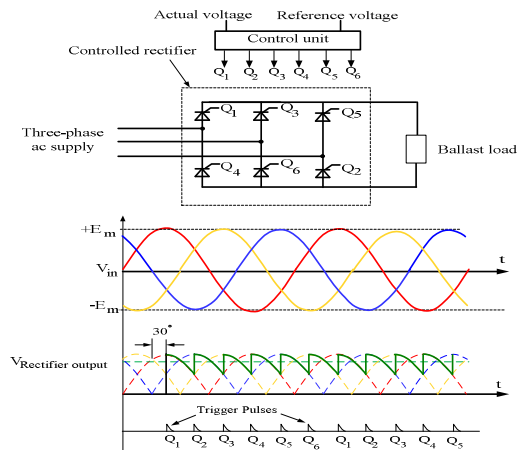 Actual voltage Reference voltage
Control unit
Controlled rectifier
Q1 Q2 Q3 Q4 Q5 Q6
Q1 Q3 Q5
Three-phase
ac supply
Ballast load
Q4 Q6 Q2
+Em
Vin
t
-Em
30°
VRectifier output
t
Trigger Pulses
Q1 Q2 Q3 Q4 Q5 Q6 Q1 Q2 Q3 Q4 Q5